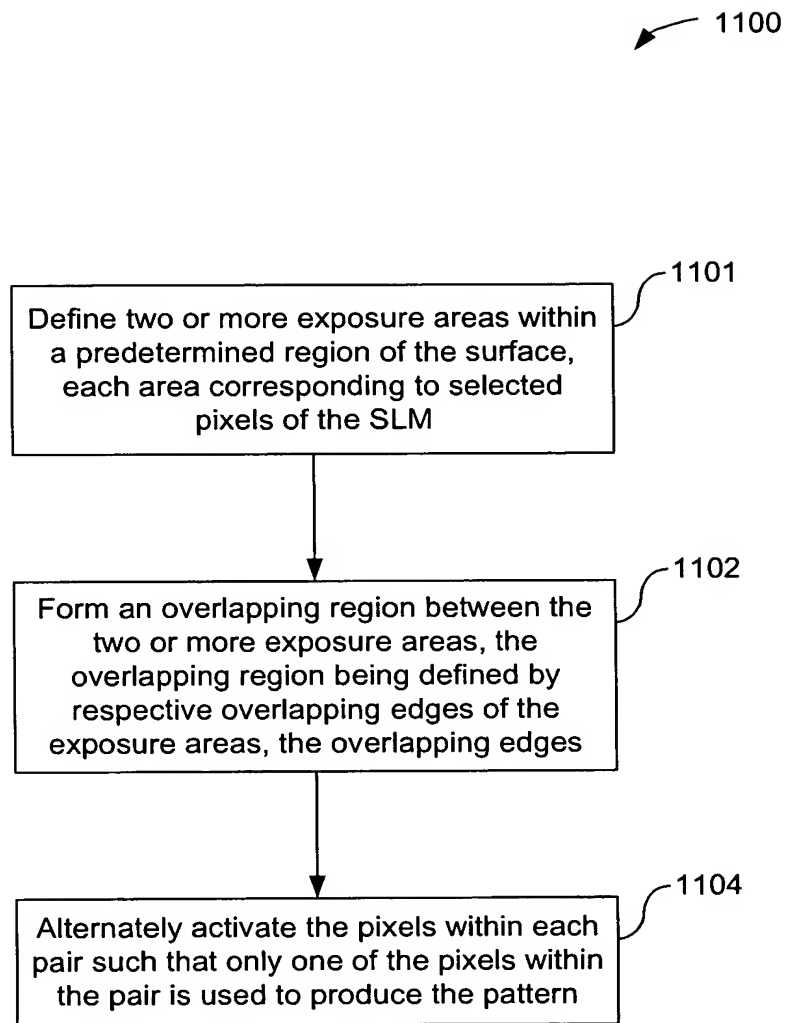 1100
1101
Define two or more exposure areas within
a predetermined region of the surface,
each area corresponding to selected
pixels of the SLM
1102
Form an overlapping region between the
two or more exposure areas, the
overlapping region being defined by
respective overlapping edges of the
exposure areas, the overlapping edges
1104
Alternately activate the pixels within each
pair such that only one of the pixels within
the pair is used to produce the pattern